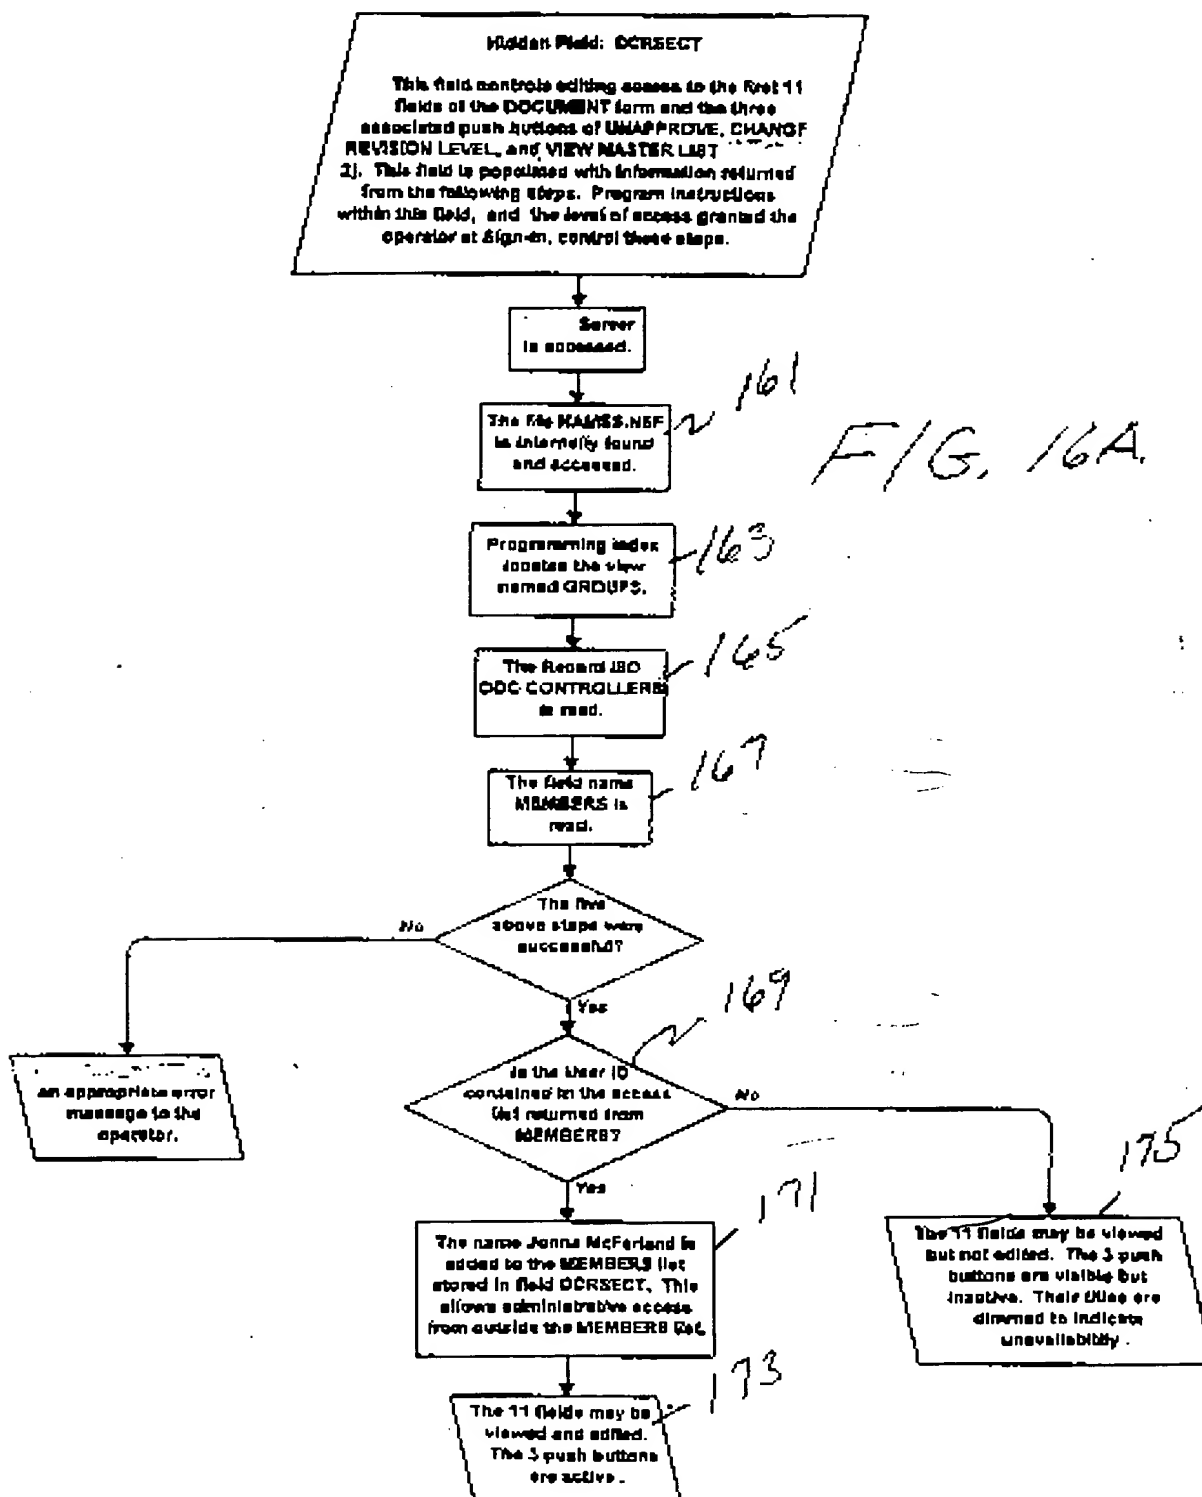 Hidden Field: DCRSECT
This field controls editing access to the first 11
fields of the DOCUMENT form and the three
associated push buttons of UNAPPROVE, CHANGE
REVISION LEVEL, and VIEW MASTER LIST
2). This field is populated with information returned
from the following steps. Program instructions
within this field, and the level of access granted the
operator at Sign-in, control these steps.
Server
is accessed.
161
The file NAMES.NSF
is internally found
and accessed.
FIG. 16A.
Programming index
locates the view
named GROUPS.
163
The Record ISO
DOC CONTROLLERS
is read.
165
The field name
MEMBERS is
read.
167
The five
above steps were
successful?
No
Yes
169
an appropriate error
message to the
operator.
Is the User ID
contained in the access
list returned from
MEMBERS?
No
Yes
171
175
The name Jonna McFerland is
added to the MEMBERS list
stored in field DCRSECT. This
allows administrative access
from outside the MEMBERS list.
The 11 fields may be viewed
but not edited. The 3 push
buttons are visible but
inactive. Their titles are
dimmed to indicate
unavailability.
173
The 11 fields may be
viewed and edited.
The 3 push buttons
are active.